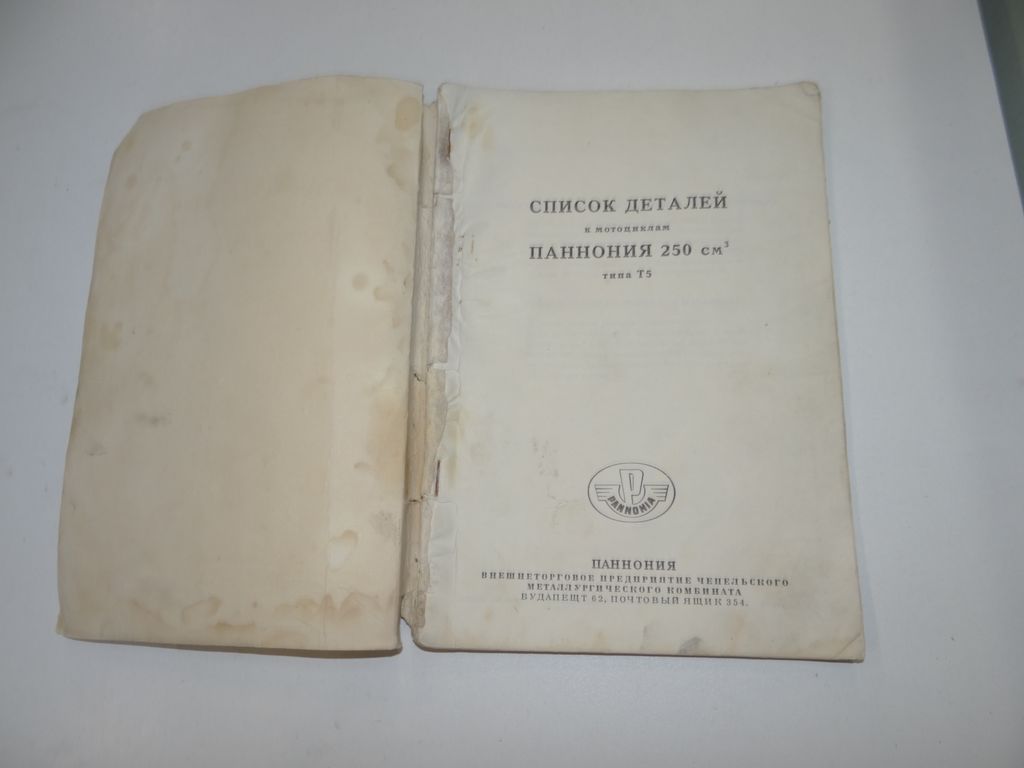 СПИСОК ДЕТАЛЕЙ
к мотоциклам
ПАННОНИЯ 250 см³
типа Т5
P
PANNONIA
ПАННОНИЯ
ВНЕШНЕТОРГОВОЕ ПРЕДПРИЯТИЕ ЧЕПЕЛЬСКОГО
МЕТАЛЛУРГИЧЕСКОГО КОМБИНАТА
БУДАПЕШТ 62, ПОЧТОВЫЙ ЯЩИК 354.